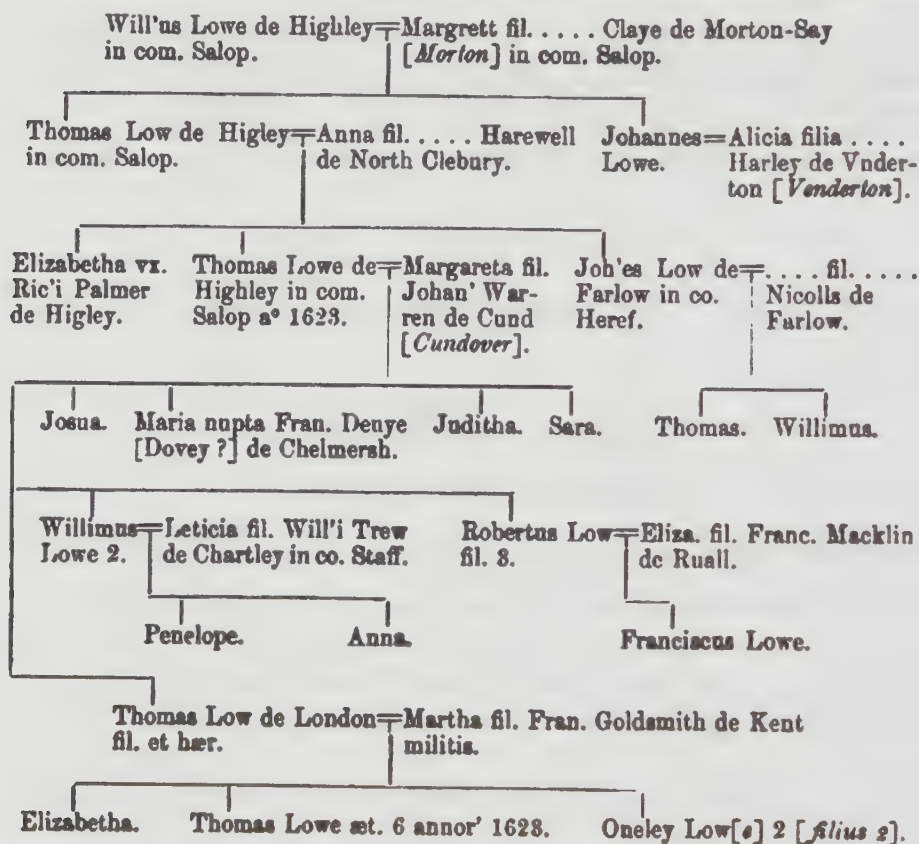 Will'us Lowe de Highley=Margrett fil. . . . . . Claye de Morton-Say
in com. Salop. [Morton] in com. Salop.
Thomas Low de Higley=Anna fil. . . . . . Harewell Johannes=Alicia filia . . . .
in com. Salop. de North Clebury. Lowe. Harley de Vnder-
ton [Venderton].
Elizabetha vx. Thomas Lowe de=Margareta fil. Joh'es Low de=. . . . fil. . . . . .
Ric'i Palmer Highley in com. Johan' War- Farlow in co. Nicolls de
de Higley. Salop aº 1623. ren de Cund Heref. Farlow.
[Cundover].
Josua. Maria nupta Fran. Denye Juditha. Sara. Thomas. Willimus.
[Dovey ?] de Chelmersh.
Willimus=Leticia fil. Will'i Trew Robertus Low=Eliza. fil. Franc. Macklin
Lowe 2. de Chartley in co. Staff. fil. 3. de Ruall.
Penelope. Anna. Franciscus Lowe.
Thomas Low de London=Martha fil. Fran. Goldsmith de Kent
fil. et hær. militis.
Elizabetha. Thomas Lowe æt. 6 annor' 1623. Oneley Low[e] 2 [filius 2].